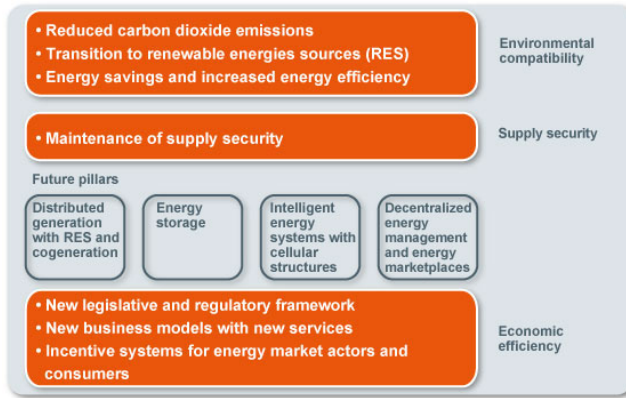 • Reduced carbon dioxide emissions
• Transition to renewable energies sources (RES)
• Energy savings and increased energy efficiency
Environmental
compatibility
• Maintenance of supply security
Supply security
Future pillars
Distributed
generation
with RES and
cogeneration
Energy
storage
Intelligent
energy
systems with
cellular
structures
Decentralized
energy
management
and energy
marketplaces
• New legislative and regulatory framework
• New business models with new services
• Incentive systems for energy market actors and
consumers
Economic
efficiency